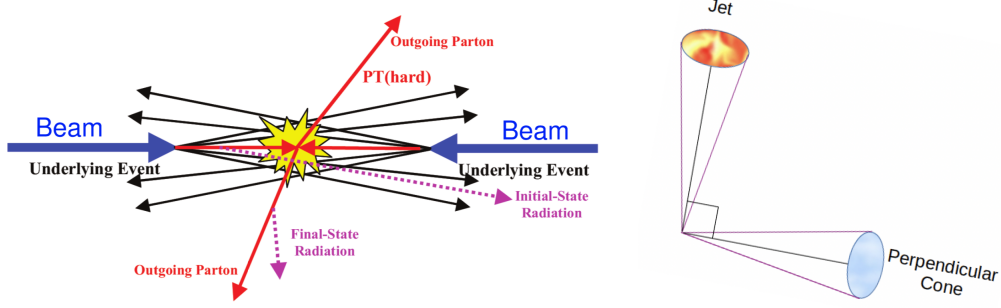 Outgoing Parton
PT(hard)
Beam
Beam
Underlying Event
Underlying Event
Initial-State
Radiation
Final-State
Radiation
Outgoing Parton
Jet
Perpendicular
Cone